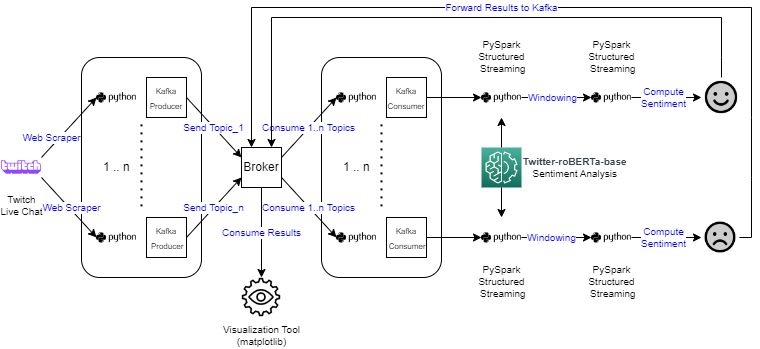 Forward Results to Kafka
PySpark
Structured
Streaming
PySpark
Structured
Streaming
python
Kafka
Producer
python
Kafka
Consumer
python
Windowing
python
Compute
Sentiment
Web Scraper
Send Topic_1
Consume 1..n Topics
twitch
Twitch
Live Chat
1 .. n
Broker
1 .. n
Twitter-roBERTa-base
Sentiment Analysis
Web Scraper
Send Topic_n
Consume 1..n Topics
python
Kafka
Producer
Consume Results
python
Kafka
Consumer
python
Windowing
python
Compute
Sentiment
PySpark
Structured
Streaming
PySpark
Structured
Streaming
Visualization Tool
(matplotlib)